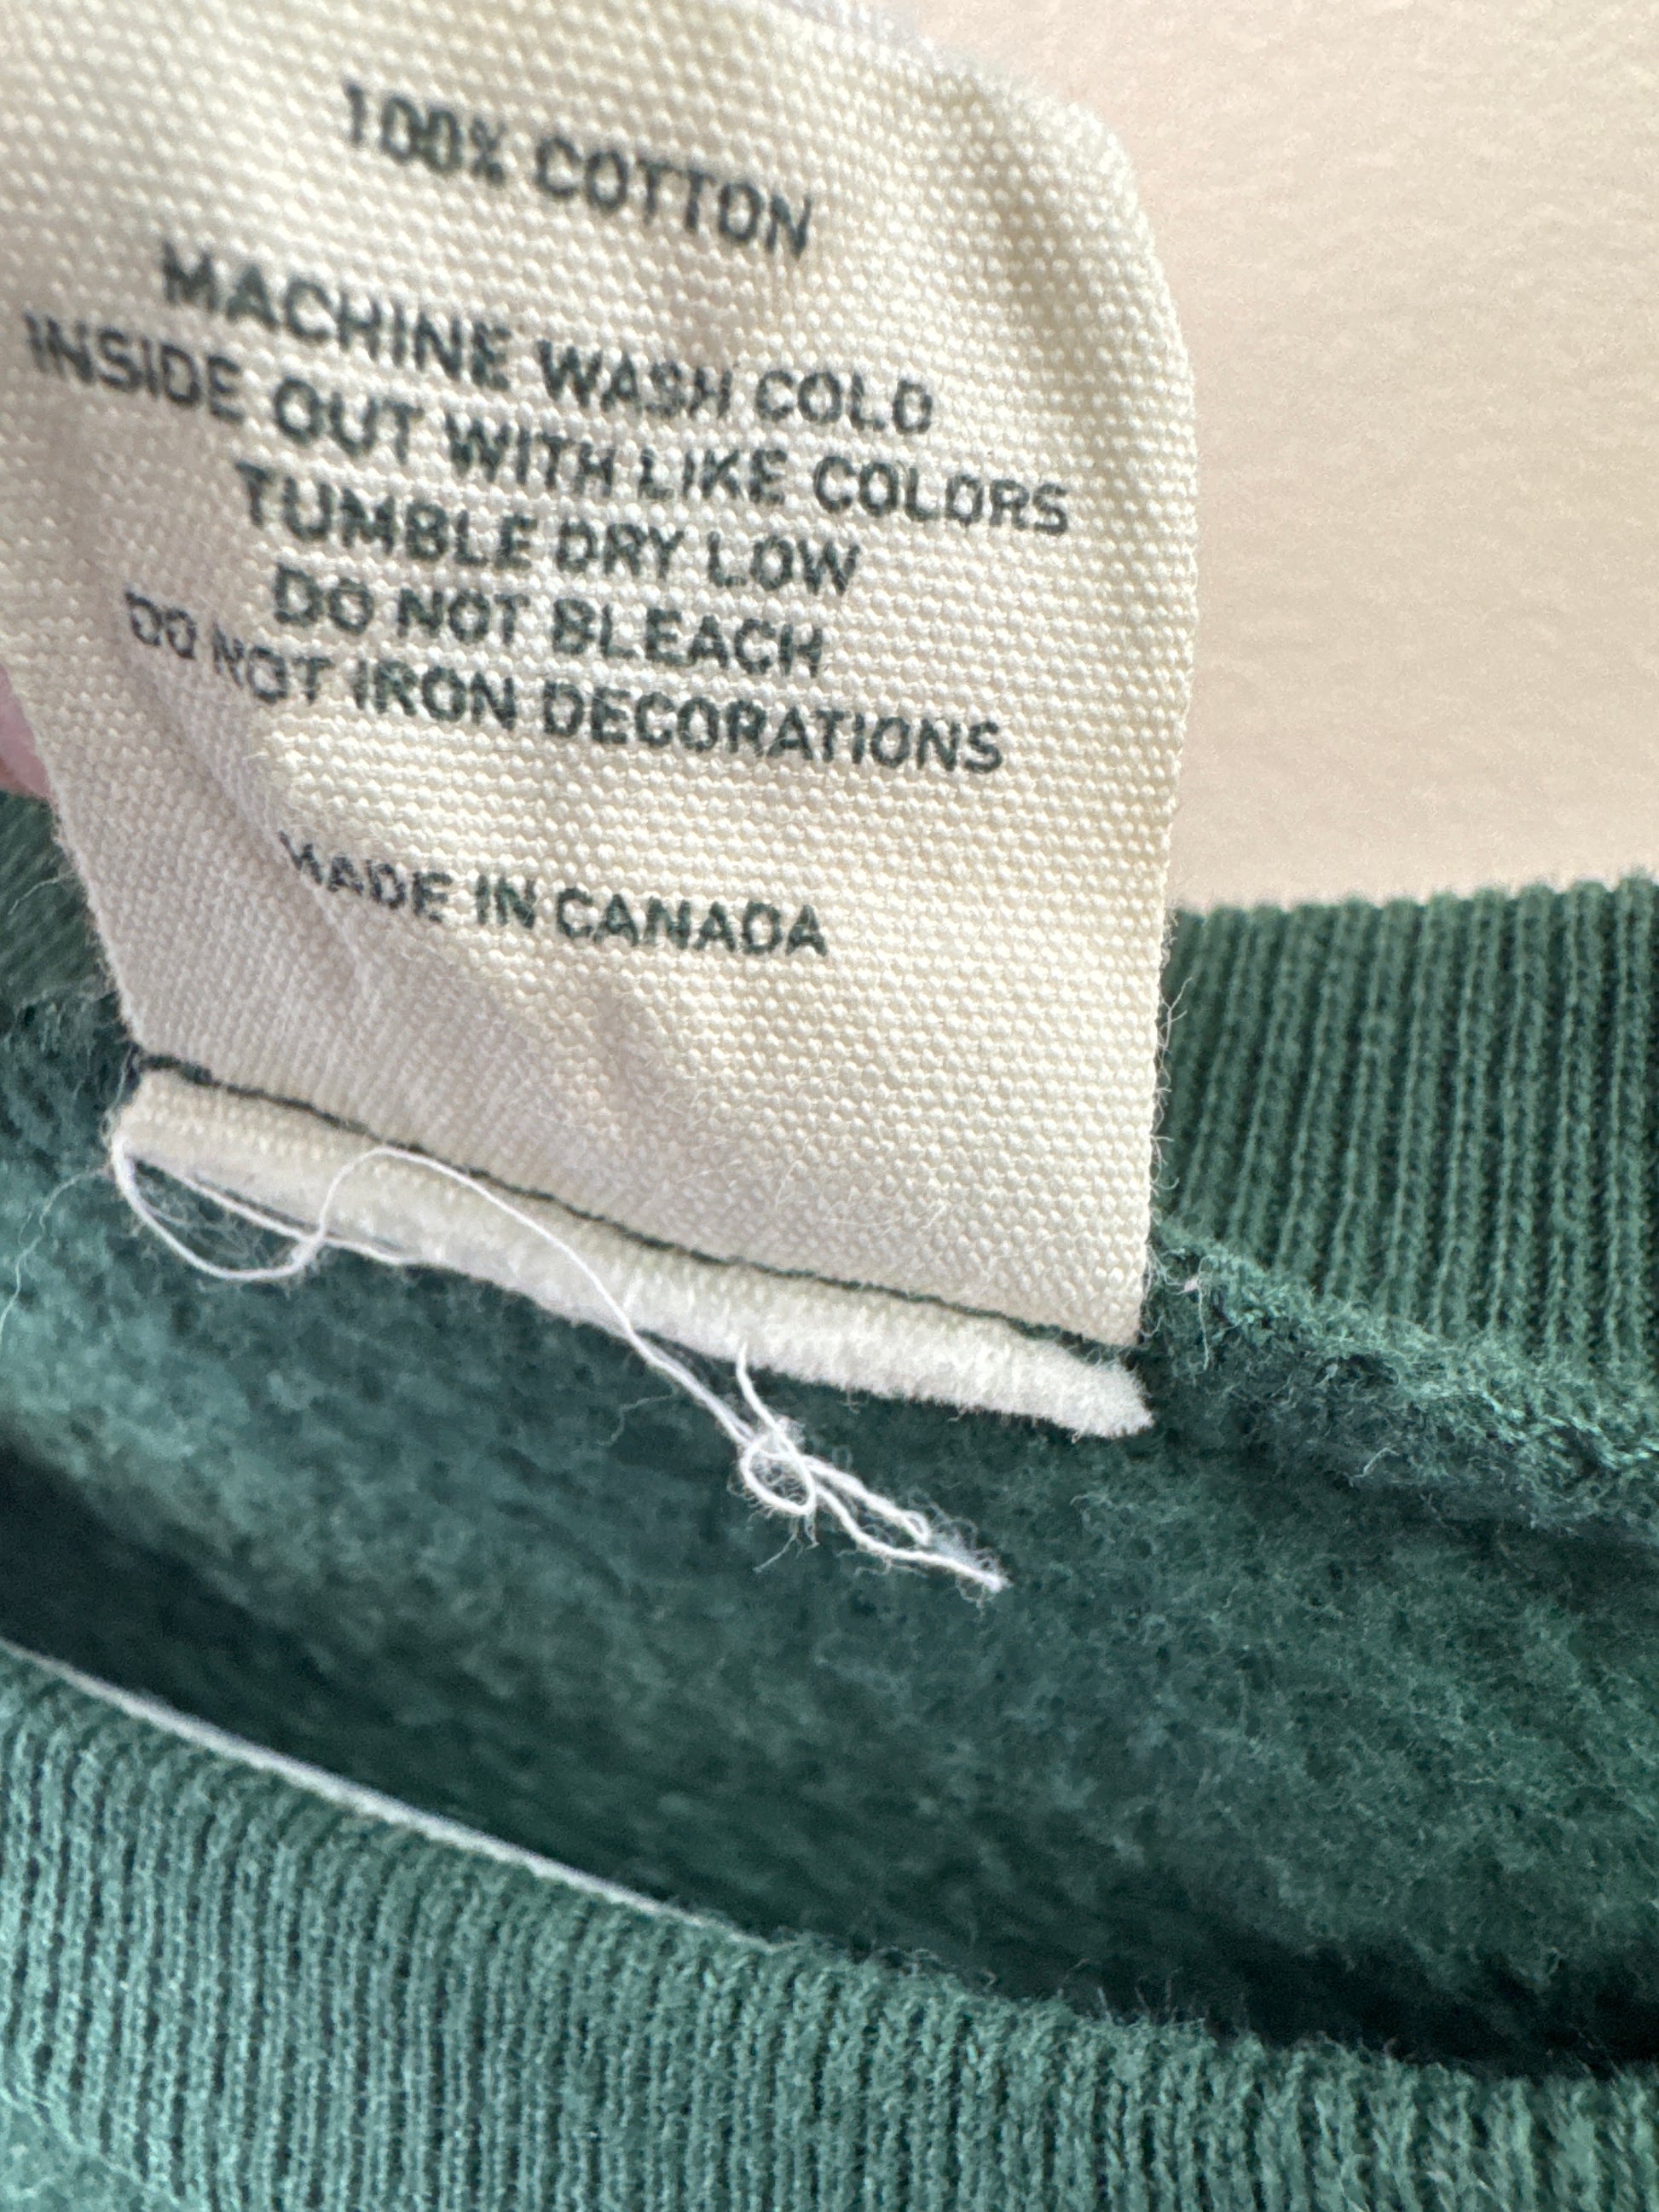 100% COTTON
MACHINE WASH COLD
INSIDE OUT WITH LIKE COLORS
TUMBLE DRY LOW
DO NOT BLEACH
DO NOT IRON DECORATIONS
MADE IN CANADA